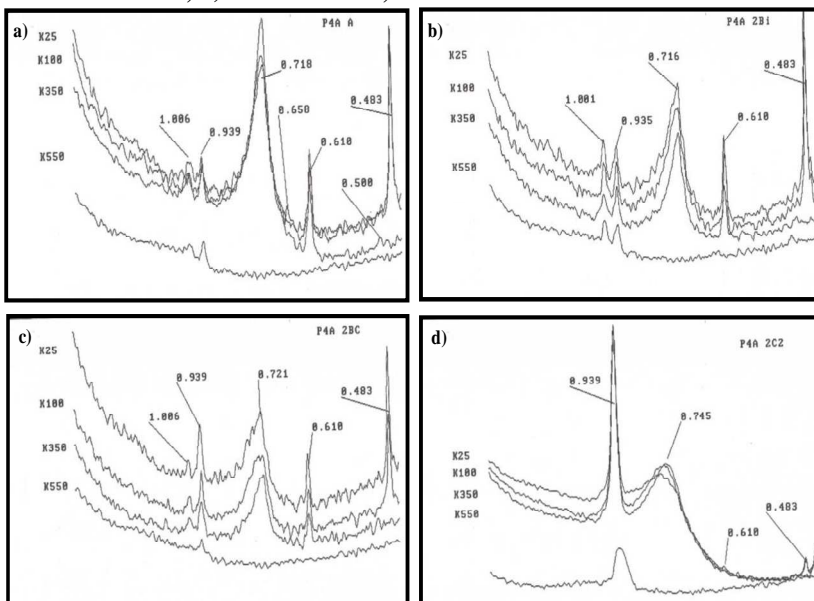 a)
P4A A
K25
K100
K350
K550
1.006
0.939
0.718
0.650
0.610
0.483
0.500
b)
P4A 2Bi
K25
K100
K350
K550
1.001
0.935
0.716
0.610
0.483
c)
P4A 2BC
K25
K100
K350
K550
1.006
0.939
0.721
0.610
0.483
d)
P4A 2C2
K25
K100
K350
K550
0.939
0.745
0.610
0.483